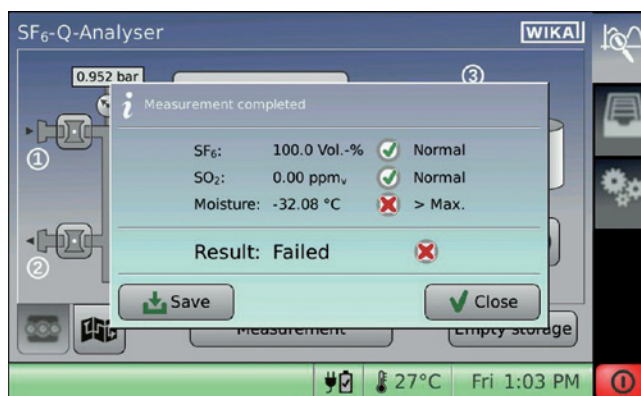 SF₆-Q-Analyser
WIKA
0.952 bar
③
i Measurement completed
①
SF₆: 100.0 Vol.-% Normal
SO₂: 0.00 ppmᵥ Normal
Moisture: -32.08 °C > Max.
②
Result: Failed
Save
Close
Measurement
Empty storage
27°C
Fri 1:03 PM